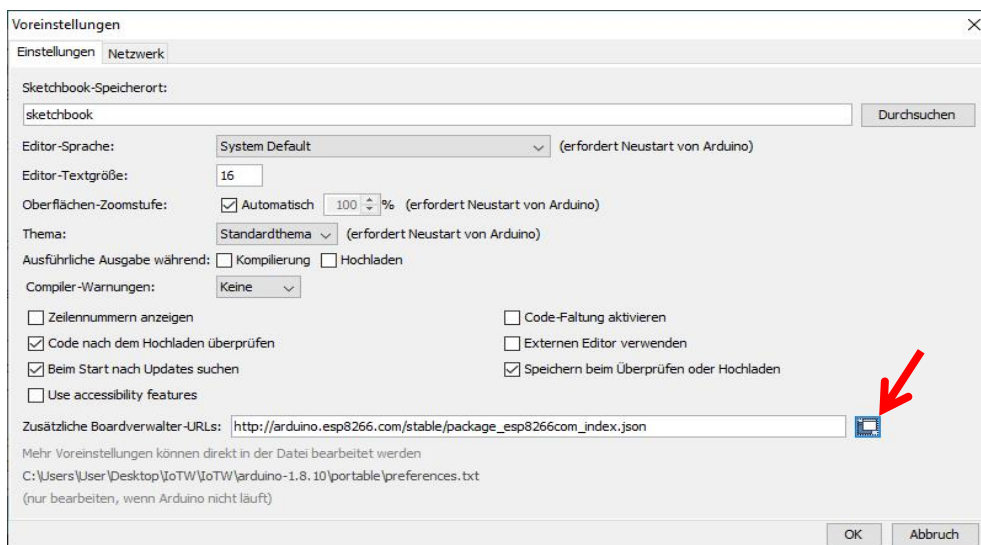 Voreinstellungen
Einstellungen Netzwerk
Sketchbook-Speicherort:
sketchbook Durchsuchen
Editor-Sprache: System Default (erfordert Neustart von Arduino)
Editor-Textgröße: 16
Oberflächen-Zoomstufe: Automatisch 100 % (erfordert Neustart von Arduino)
Thema: Standardthema (erfordert Neustart von Arduino)
Ausführliche Ausgabe während: Kompilierung Hochladen
Compiler-Warnungen: Keine
Zeilennummern anzeigen Code-Faltung aktivieren
Code nach dem Hochladen überprüfen Externen Editor verwenden
Beim Start nach Updates suchen Speichern beim Überprüfen oder Hochladen
Use accessibility features
Zusätzliche Boardverwalter-URLs: http://arduino.esp8266.com/stable/package_esp8266com_index.json
Mehr Voreinstellungen können direkt in der Datei bearbeitet werden
C:\Users\User\Desktop\IoTW\IoTW\arduino-1.8.10\portable\preferences.txt
(nur bearbeiten, wenn Arduino nicht läuft)
OK Abbruch